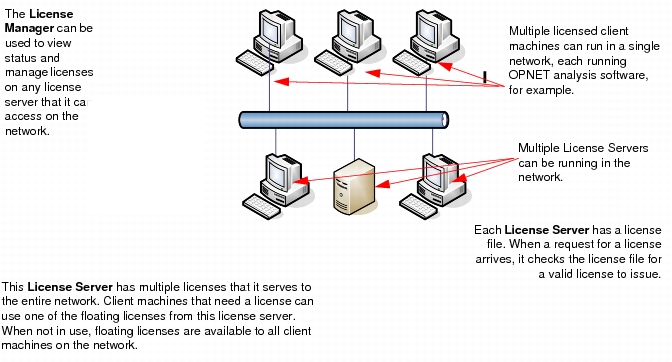 The License
Manager can be
used to view
status and
manage licenses
on any license
server that it ca
access on the
network.
Multiple licensed client
machines can run in a single
network, each running
OPNET analysis software,
for example.
Multiple License Servers
can be running in the
network.
Each License Server has a license
file. When a request for a license
arrives, it checks the license file for
a valid license to issue.
This License Server has multiple licenses that it serves to
the entire network. Client machines that need a license can
use one of the floating licenses from this license server.
When not in use, floating licenses are available to all client
machines on the network.